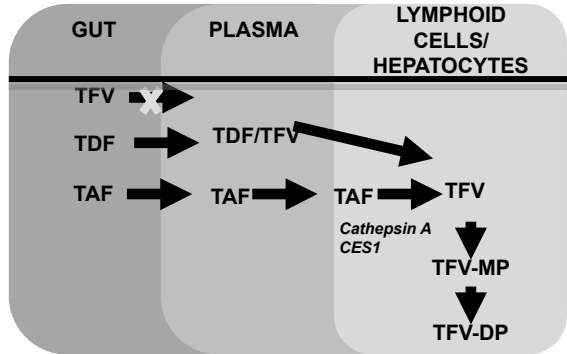 GUT
PLASMA
LYMPHOID
CELLS/
HEPATOCYTES
TFV
TDF
TDF/TFV
TAF
TAF
TAF
TFV
Cathepsin A
CES1
TFV-MP
TFV-DP